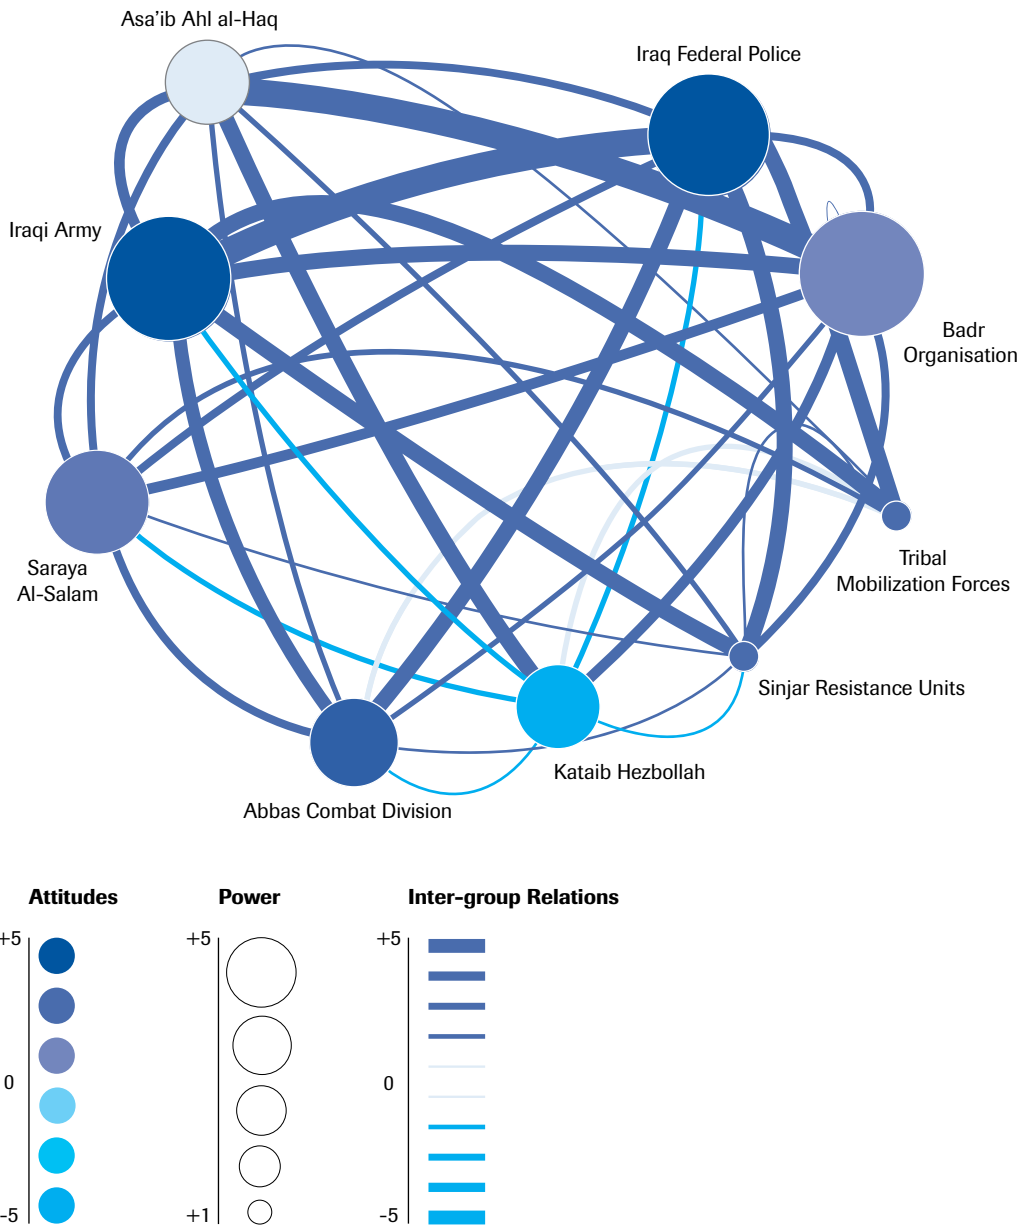 Asa’ib Ahl al-Haq
Iraq Federal Police
Iraqi Army
Badr
Organisation
Saraya
Al-Salam
Tribal
Mobilization Forces
Sinjar Resistance Units
Kataib Hezbollah
Abbas Combat Division
Attitudes
Power
Inter-group Relations
+5
+5
+5
0
0
-5
+1
-5